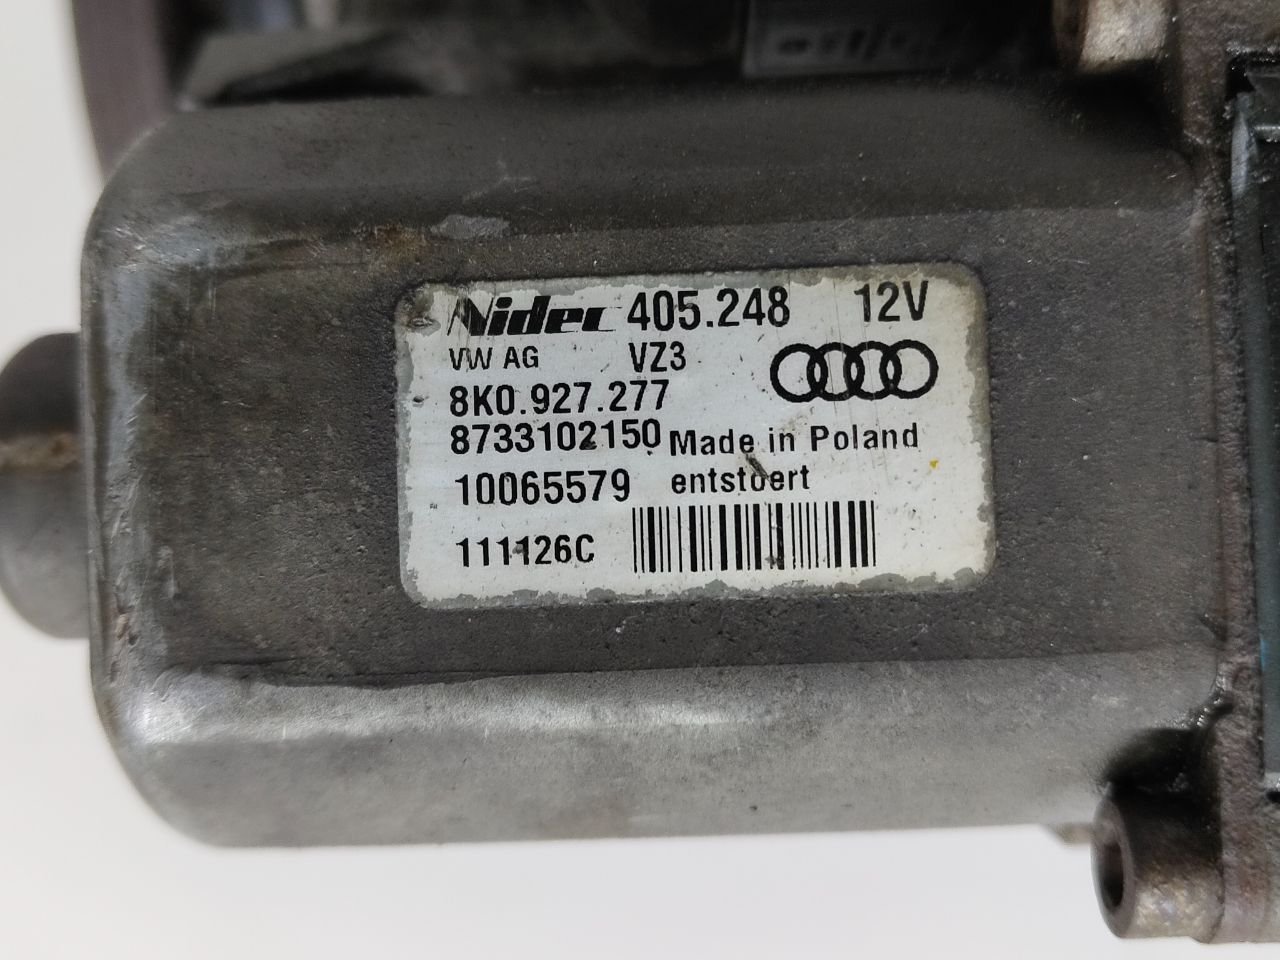 Nidec 405.248 12V
VW AG VZ3
8K0.927.277
8733102150 Made in Poland
10065579 entstoert
111126C